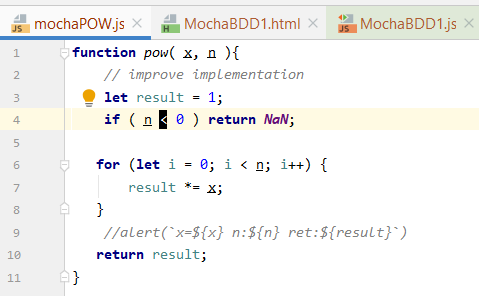 mochaPOW.js MochaBDD1.html MochaBDD1.js
1 function pow( x, n ){
2 // improve implementation
3 let result = 1;
4 if ( n < 0 ) return NaN;
5
6 for (let i = 0; i < n; i++) {
7 result *= x;
8 }
9 //alert(`x=${x} n:${n} ret:${result}`)
10 return result;
11 }